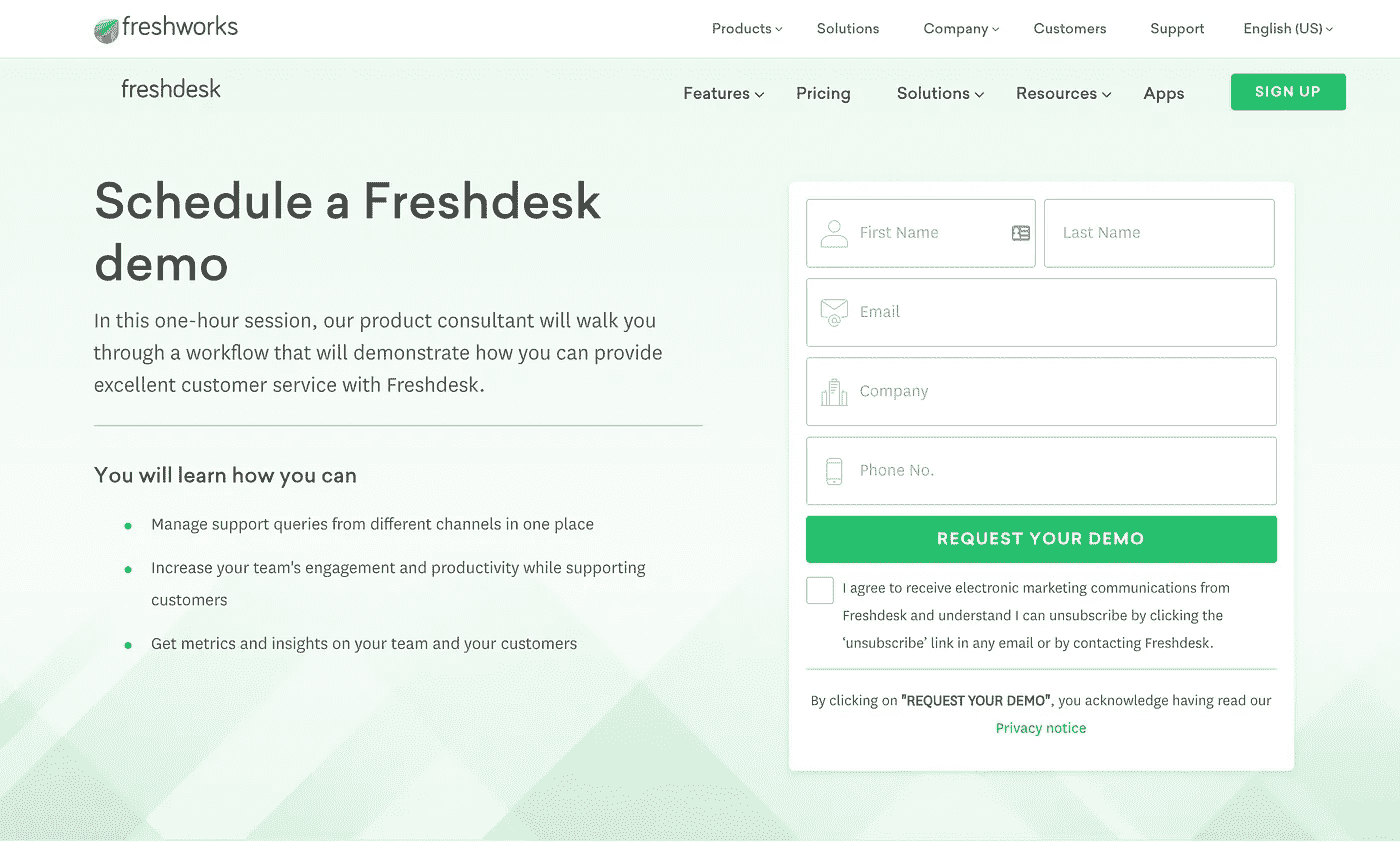 freshworks
Products
Solutions
Company
Customers
Support
English (US)
freshdesk
Features
Pricing
Solutions
Resources
Apps
SIGN UP
Schedule a Freshdesk
demo
In this one-hour session, our product consultant will walk you
through a workflow that will demonstrate how you can provide
excellent customer service with Freshdesk.
You will learn how you can
Manage support queries from different channels in one place
Increase your team's engagement and productivity while supporting
customers
Get metrics and insights on your team and your customers
First Name
Last Name
Email
Company
Phone No.
REQUEST YOUR DEMO
I agree to receive electronic marketing communications from
Freshdesk and understand I can unsubscribe by clicking the
‘unsubscribe’ link in any email or by contacting Freshdesk.
By clicking on "REQUEST YOUR DEMO", you acknowledge having read our
Privacy notice